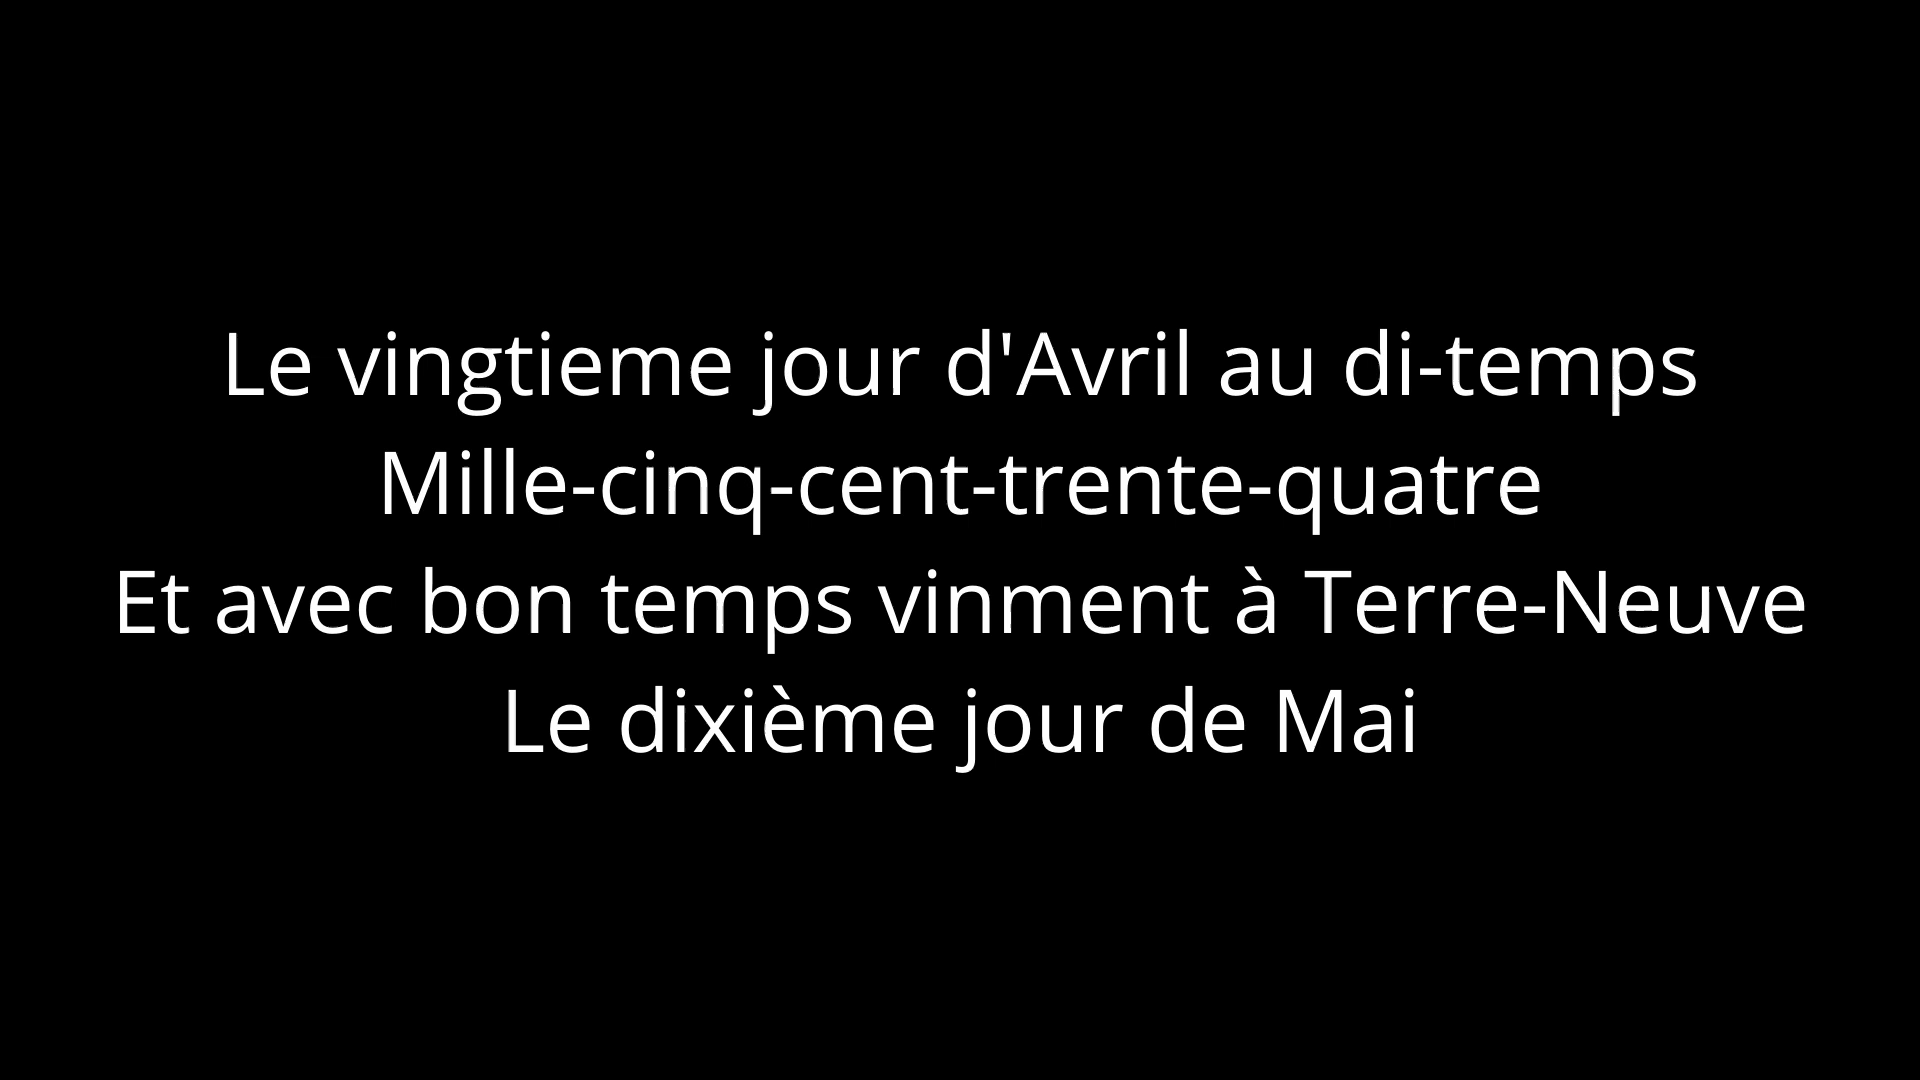 Le vingtieme jour d'Avril au di-temps
Mille-cinq-cent-trente-quatre
Et avec bon temps vinment à Terre-Neuve
Le dixième jour de Mai